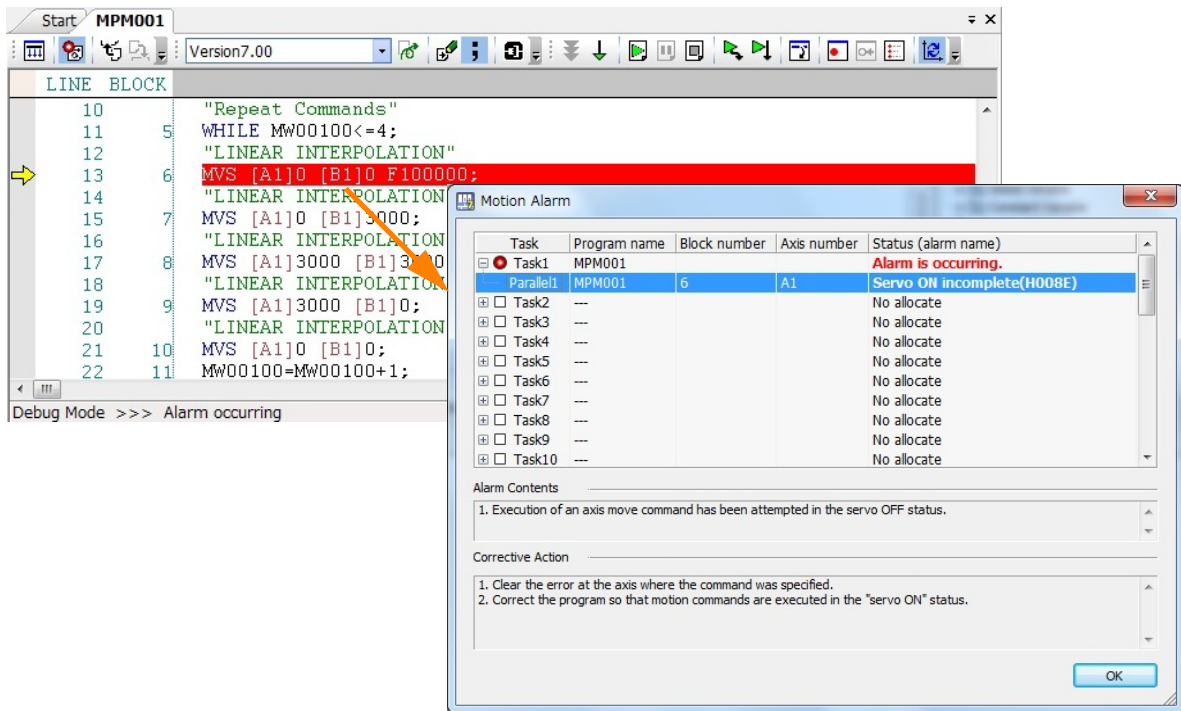 Start MPM001
Version7.00
LINE BLOCK
10 "Repeat Commands"
11 5 WHILE MW00100<=4;
12 "LINEAR INTERPOLATION"
13 6 MVS [A1]0 [B1]0 F100000;
14 "LINEAR INTERPOLATION
15 7 MVS [A1]0 [B1]3000;
16 "LINEAR INTERPOLATION
17 8 MVS [A1]3000 [B1]3000
18 "LINEAR INTERPOLATION
19 9 MVS [A1]3000 [B1]0;
20 "LINEAR INTERPOLATION
21 10 MVS [A1]0 [B1]0;
22 11 MW00100=MW00100+1;
Debug Mode >>> Alarm occurring
Motion Alarm
Task Program name Block number Axis number Status (alarm name)
Task1 MPM001 Alarm is occurring.
Parallel1 MPM001 6 A1 Servo ON incomplete(H008E)
Task2 --- No allocate
Task3 --- No allocate
Task4 --- No allocate
Task5 --- No allocate
Task6 --- No allocate
Task7 --- No allocate
Task8 --- No allocate
Task9 --- No allocate
Task10 --- No allocate
Alarm Contents
1. Execution of an axis move command has been attempted in the servo OFF status.
Corrective Action
1. Clear the error at the axis where the command was specified.
2. Correct the program so that motion commands are executed in the "servo ON" status.
OK